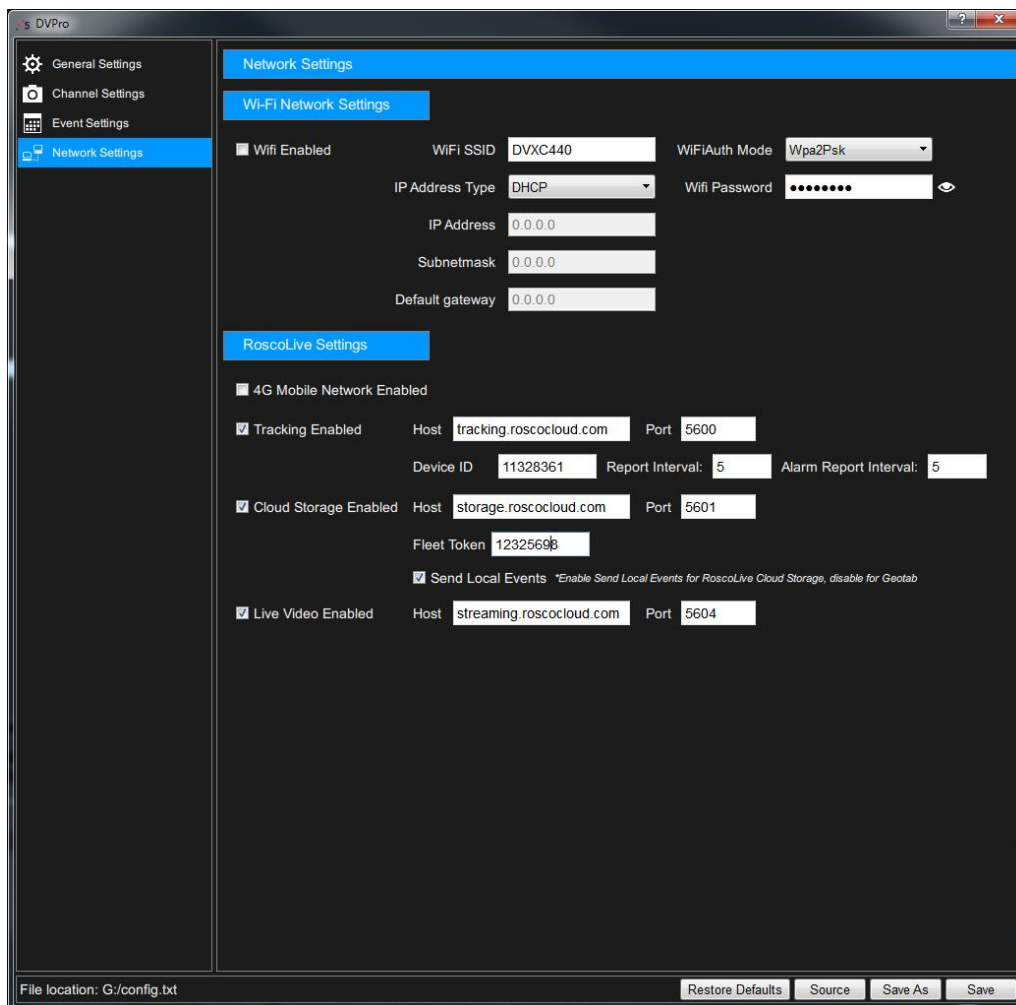 DVPro
General Settings
Channel Settings
Event Settings
Network Settings
Network Settings
Wi-Fi Network Settings
Wifi Enabled WiFi SSID DVXC440 WiFiAuth Mode Wpa2Psk
IP Address Type DHCP Wifi Password ••••••••
IP Address 0.0.0.0
Subnetmask 0.0.0.0
Default gateway 0.0.0.0
RoscoLive Settings
4G Mobile Network Enabled
Tracking Enabled Host tracking.roscocloud.com Port 5600
Device ID 11328361 Report Interval: 5 Alarm Report Interval: 5
Cloud Storage Enabled Host storage.roscocloud.com Port 5601
Fleet Token 12325698
Send Local Events *Enable Send Local Events for RoscoLive Cloud Storage, disable for Geotab
Live Video Enabled Host streaming.roscocloud.com Port 5604
File location: G:/config.txt Restore Defaults Source Save As Save